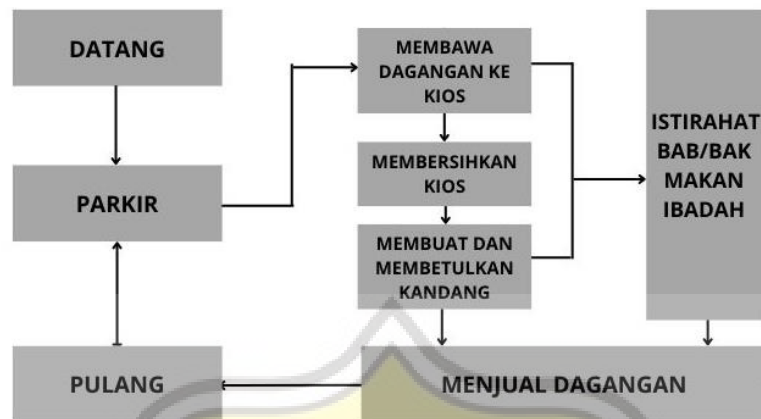 DATANG
PARKIR
PULANG
MEMBAWA
DAGANGAN KE
KIOS
MEMBERSIHKAN
KIOS
MEMBUAT DAN
MEMBETULKAN
KANDANG
ISTIRAHAT
BAB/BAK
MAKAN
IBADAH
MENJUAL DAGANGAN